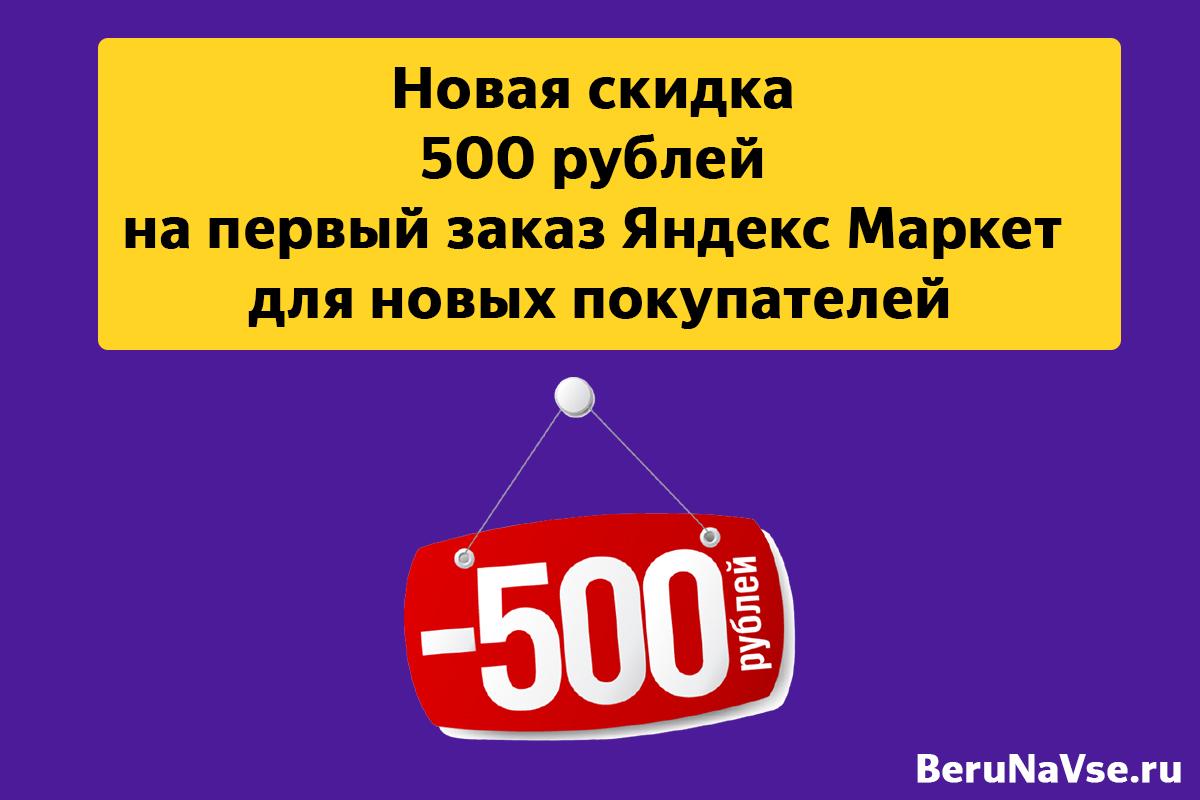 Новая скидка
500 рублей
на первый заказ Яндекс Маркет
для новых покупателей
-500
рублей
BeruNaVse.ru